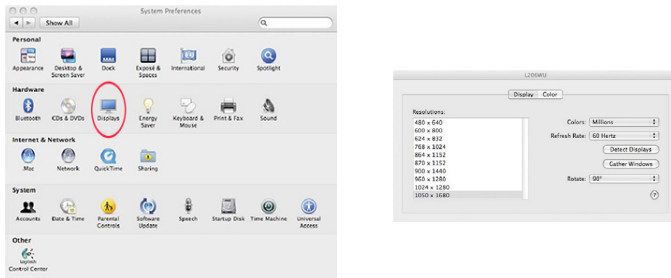 System Preferences
Show All
Personal
Appearance
Desktop &
Screen Saver
Dock
Exposé &
Spaces
International
Security
Spotlight
Hardware
Bluetooth
CDs & DVDs
Displays
Energy
Saver
Keyboard &
Mouse
Print & Fax
Sound
Internet & Network
.Mac
Network
QuickTime
Sharing
System
Accounts
Date & Time
Parental
Controls
Software
Update
Speech
Startup Disk
Time Machine
Universal
Access
Other
Logitech
Control Center
L206WU
Display
Color
Resolutions:
480 x 640
600 x 800
624 x 832
768 x 1024
864 x 1152
870 x 1152
900 x 1440
960 x 1280
1024 x 1280
1050 x 1680
Colors: Millions
Refresh Rate: 60 Hertz
Detect Displays
Gather Windows
Rotate: 90°
?